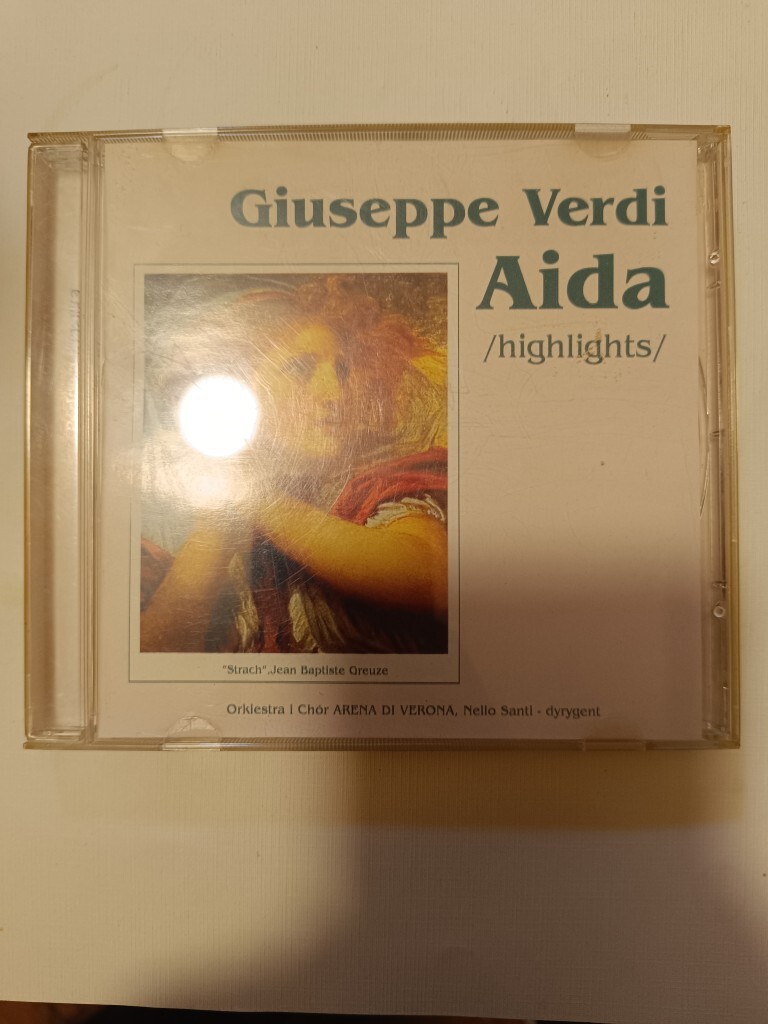 Giuseppe Verdi
Aida
/highlights/
"Strach",Jean Baptiste Greuze
Orkiestra i Chór ARENA DI VERONA, Nello Santi - dyrygent